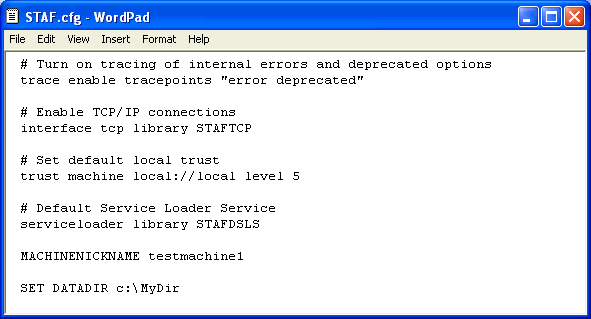 STAF.cfg - WordPad
File Edit View Insert Format Help
# Turn on tracing of internal errors and deprecated options
trace enable tracepoints "error deprecated"
# Enable TCP/IP connections
interface tcp library STAFTCP
# Set default local trust
trust machine local://local level 5
# Default Service Loader Service
serviceloader library STAFDSLS
MACHINENICKNAME testmachine1
SET DATADIR c:\MyDir